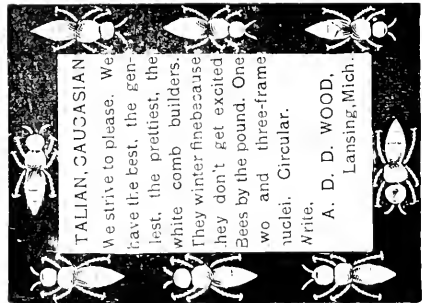 TALIAN, CAUCASIAN
We strive to please. We
have the best, the gen-
lest, the prettiest, the
white comb builders.
They winter finebecause
hey don't get excited
Bees by the pound. One
wo and three-frame
nuclei. Circular.
Write,
A. D. D. WOOD,
Lansing, Mich.